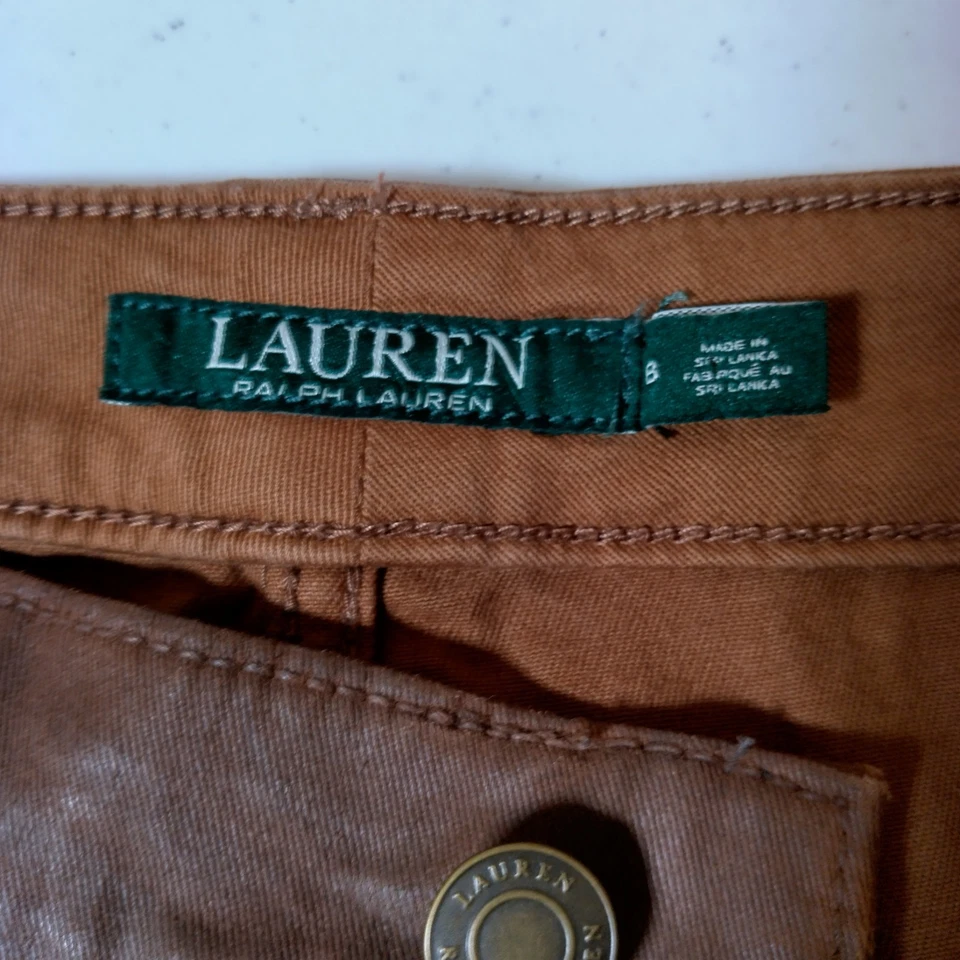 LAUREN
RALPH LAUREN
8
MADE IN
SRI LANKA
FABRIQUÉ AU
SRI LANKA
LAUREN